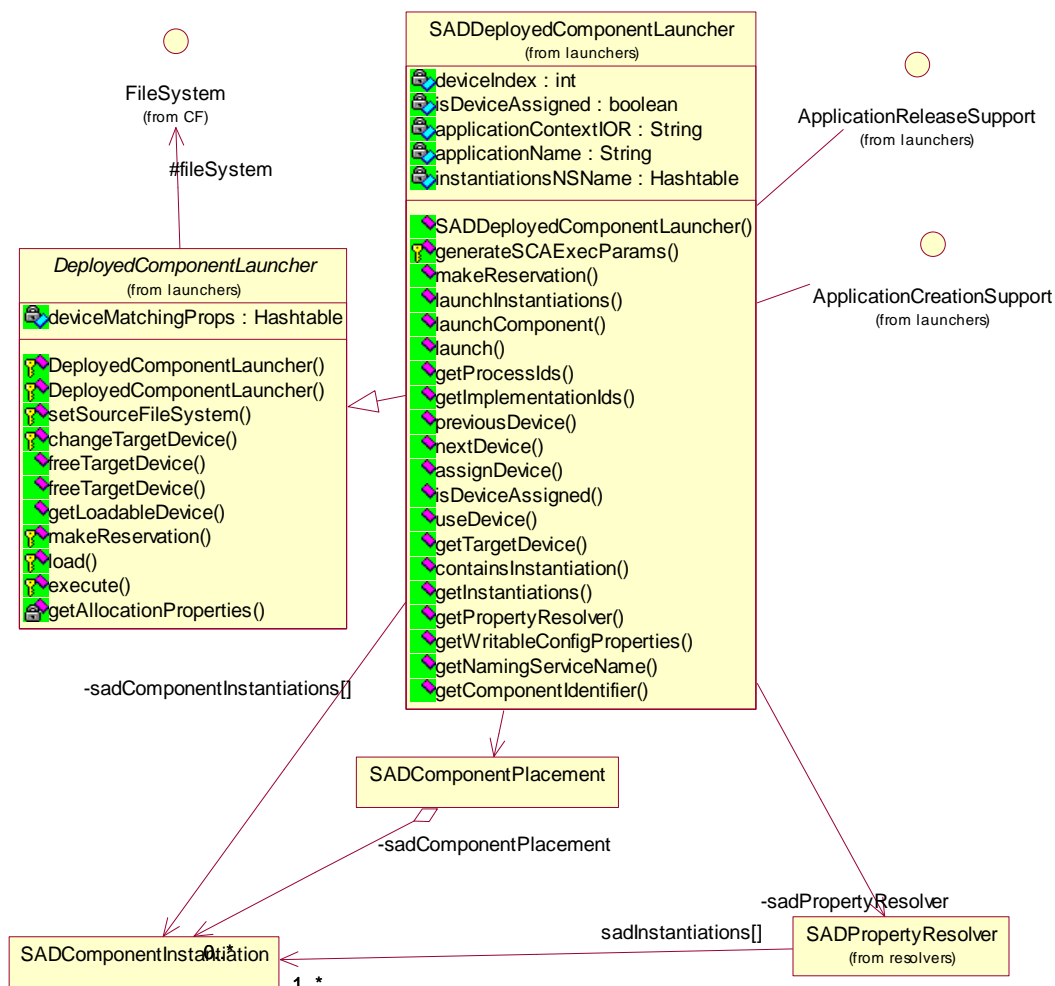 SADDeployedComponentLauncher
(from launchers)
deviceIndex : int
isDeviceAssigned : boolean
applicationContextIOR : String
applicationName : String
instantiationsNSName : Hashtable
SADDeployedComponentLauncher()
generateSCAExecParams()
makeReservation()
launchInstantiations()
launchComponent()
launch()
getProcessIds()
getImplementationIds()
previousDevice()
nextDevice()
assignDevice()
isDeviceAssigned()
useDevice()
getTargetDevice()
containsInstantiation()
getInstantiations()
getPropertyResolver()
getWritableConfigProperties()
getNamingServiceName()
getComponentIdentifier()
FileSystem
(from CF)
#fileSystem
DeployedComponentLauncher
(from launchers)
deviceMatchingProps : Hashtable
DeployedComponentLauncher()
DeployedComponentLauncher()
setSourceFileSystem()
changeTargetDevice()
freeTargetDevice()
freeTargetDevice()
getLoadableDevice()
makeReservation()
load()
execute()
getAllocationProperties()
ApplicationReleaseSupport
(from launchers)
ApplicationCreationSupport
(from launchers)
-sadComponentInstantiations[]
SADComponentPlacement
-sadComponentPlacement
-sadPropertyResolver
SADPropertyResolver
(from resolvers)
sadInstantiations[]
SADComponentInstantiation
0..*
1..*